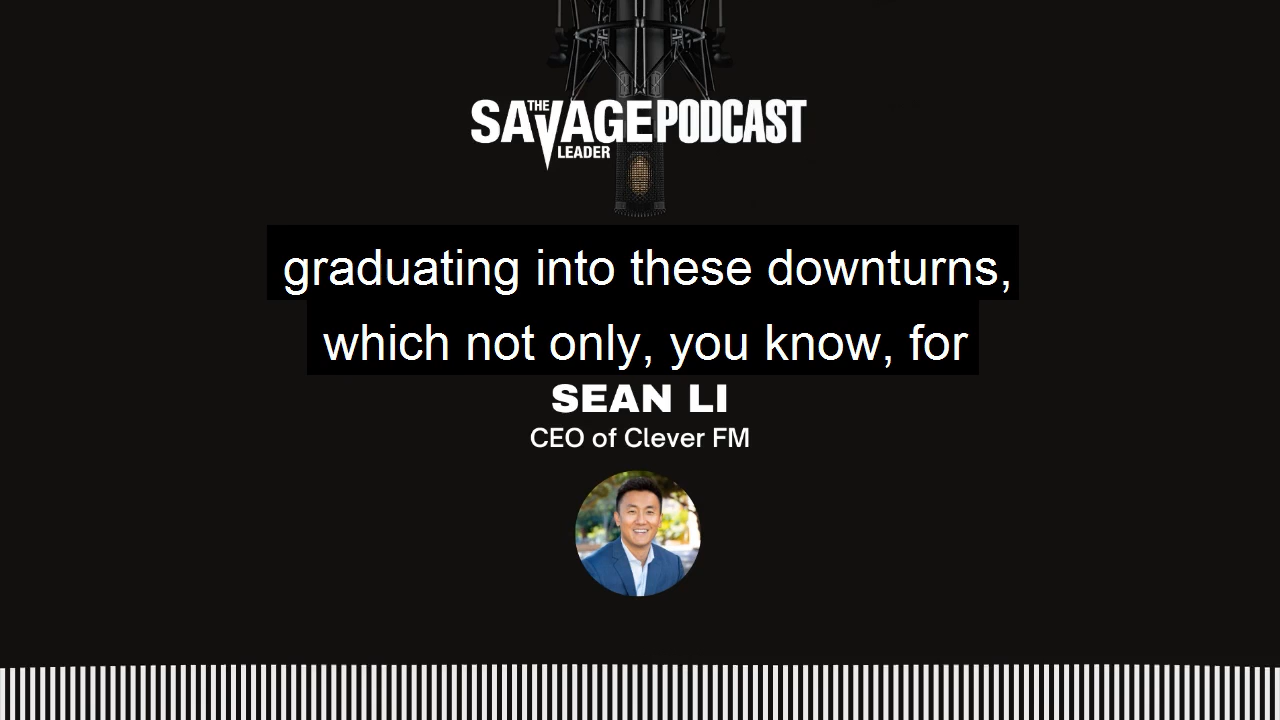 THE SAVAGE LEADER PODCAST
graduating into these downturns,
which not only, you know, for
SEAN LI
CEO of Clever FM